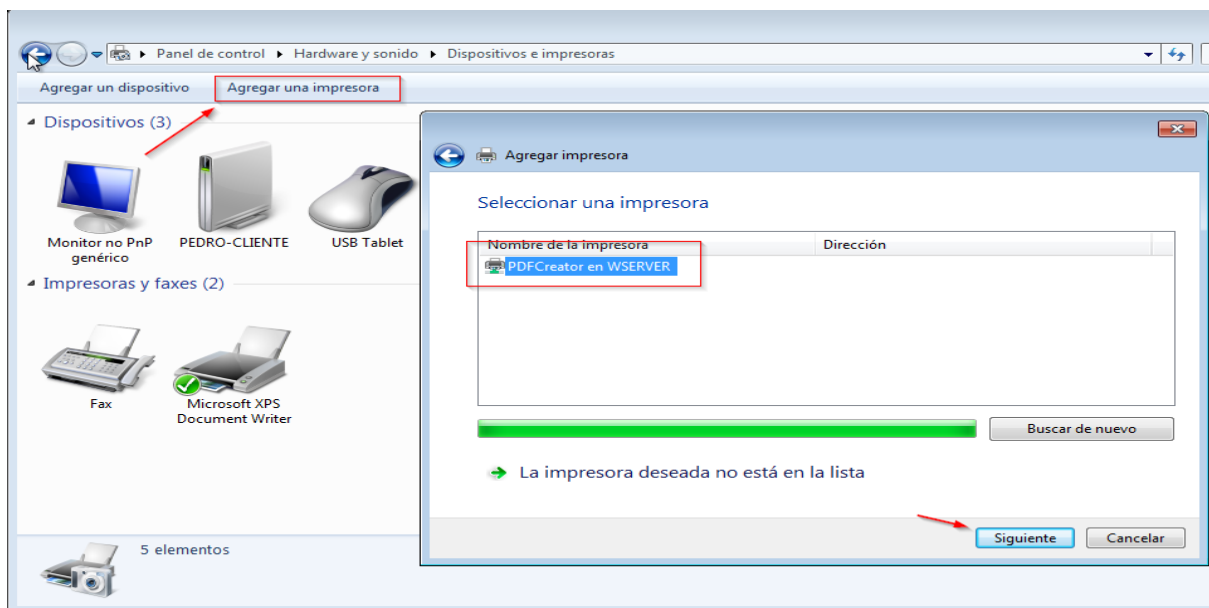 Panel de control ▸ Hardware y sonido ▸ Dispositivos e impresoras
Agregar un dispositivo Agregar una impresora
Dispositivos (3)
Monitor no PnP genérico
PEDRO-CLIENTE
USB Tablet
Impresoras y faxes (2)
Fax
Microsoft XPS
Document Writer
5 elementos
Agregar impresora
Seleccionar una impresora
Nombre de la impresora Dirección
PDFCreator en WSERVER
Buscar de nuevo
La impresora deseada no está en la lista
Siguiente Cancelar